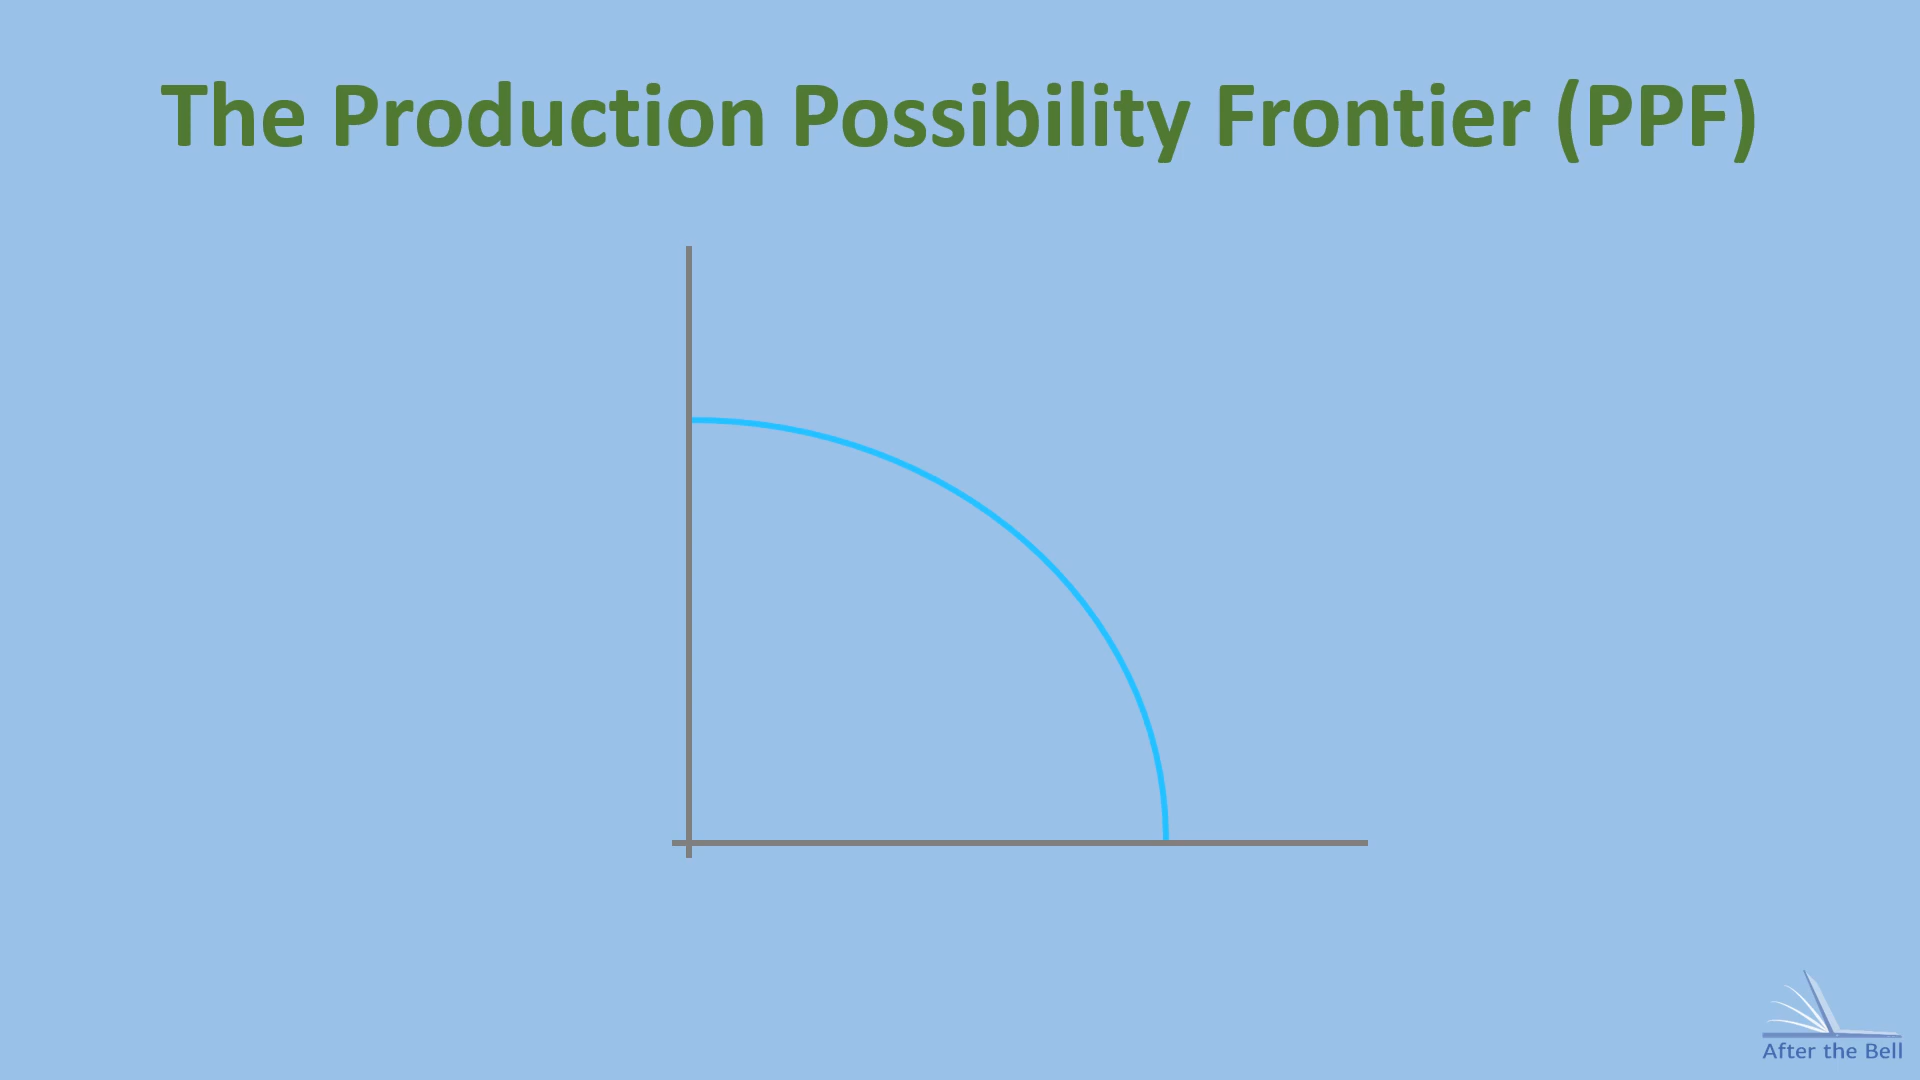 The Production Possibility Frontier (PPF)
After the Bell